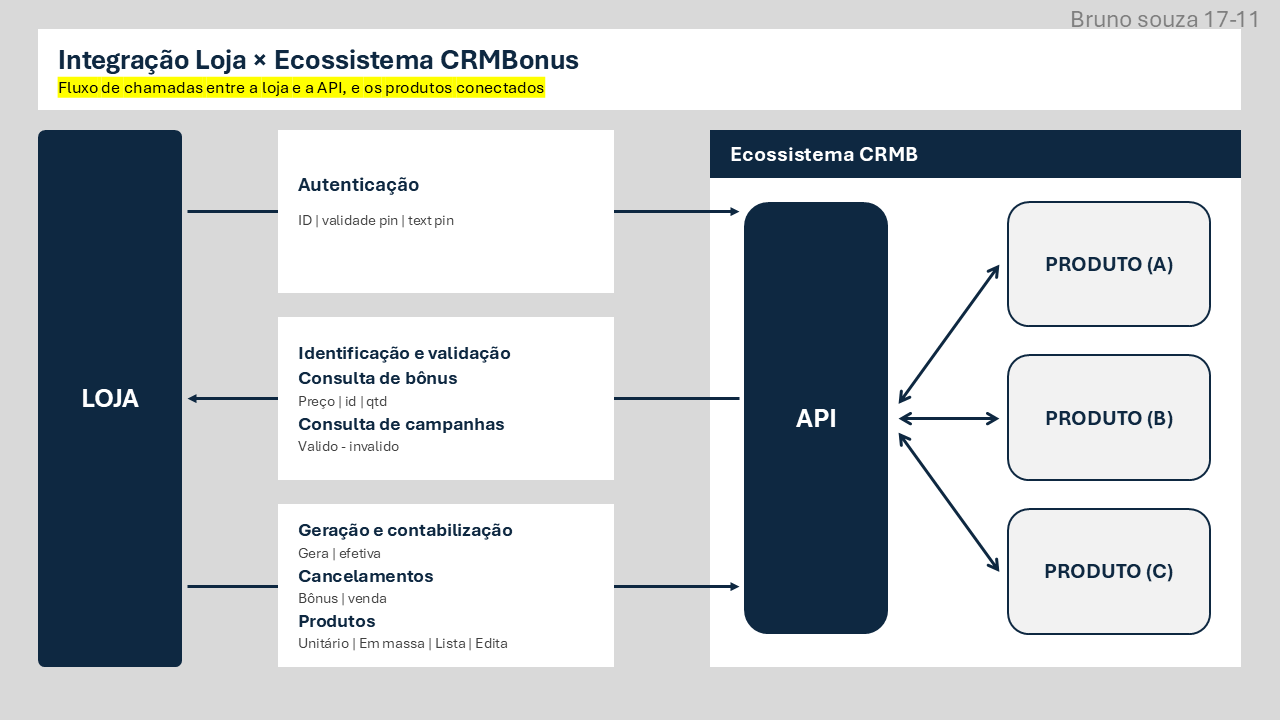 Bruno souza 17-11
Integração Loja × Ecossistema CRMBonus
Fluxo de chamadas entre a loja e a API, e os produtos conectados
LOJA
Autenticação
ID | validade pin | text pin
Identificação e validação
Consulta de bônus
Preço | id | qtd
Consulta de campanhas
Valido - invalido
Geração e contabilização
Gera | efetiva
Cancelamentos
Bônus | venda
Produtos
Unitário | Em massa | Lista | Edita
Ecossistema CRMB
API
PRODUTO (A)
PRODUTO (B)
PRODUTO (C)